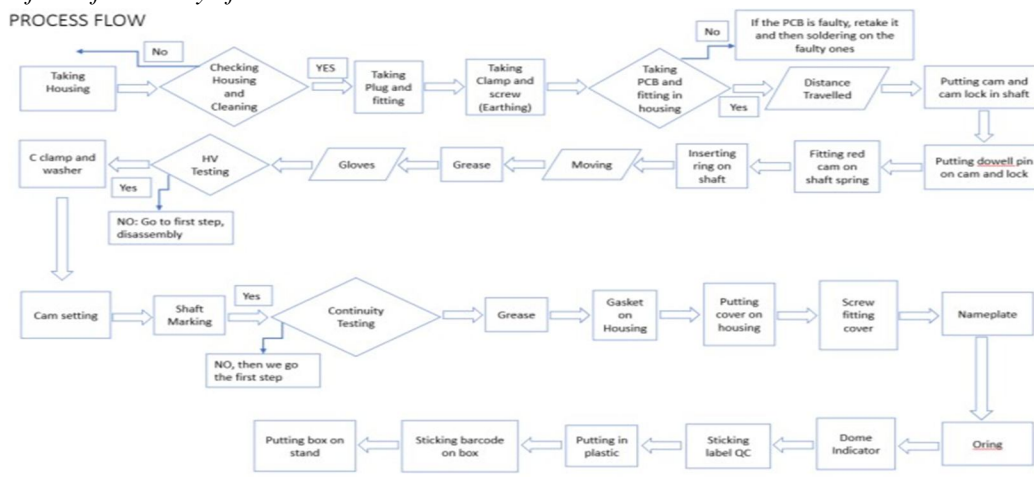 PROCESS FLOW
No
Taking
Housing
Checking
Housing
and
Cleaning
YES
Taking
Plug and
fitting
Taking
Clamp and
screw
(Earthing)
Taking
PCB and
fitting in
housing
No
If the PCB is faulty, retake it
and then soldering on the
faulty ones
Yes
Distance
Travelled
Putting cam and
cam lock in shaft
Putting dowell pin
on cam and lock
Fitting red
cam on
shaft spring
Inserting
ring on
shaft
Moving
Grease
Gloves
HV
Testing
Yes
NO: Go to first step,
disassembly
C clamp and
washer
Cam setting
Shaft
Marking
Yes
Continuity
Testing
NO, then we go
the first step
Grease
Gasket
on
Housing
Putting
cover on
housing
Screw
fitting
cover
Nameplate
Oring
Dome
Indicator
Sticking
label QC
Putting in
plastic
Sticking barcode
on box
Putting box on
stand